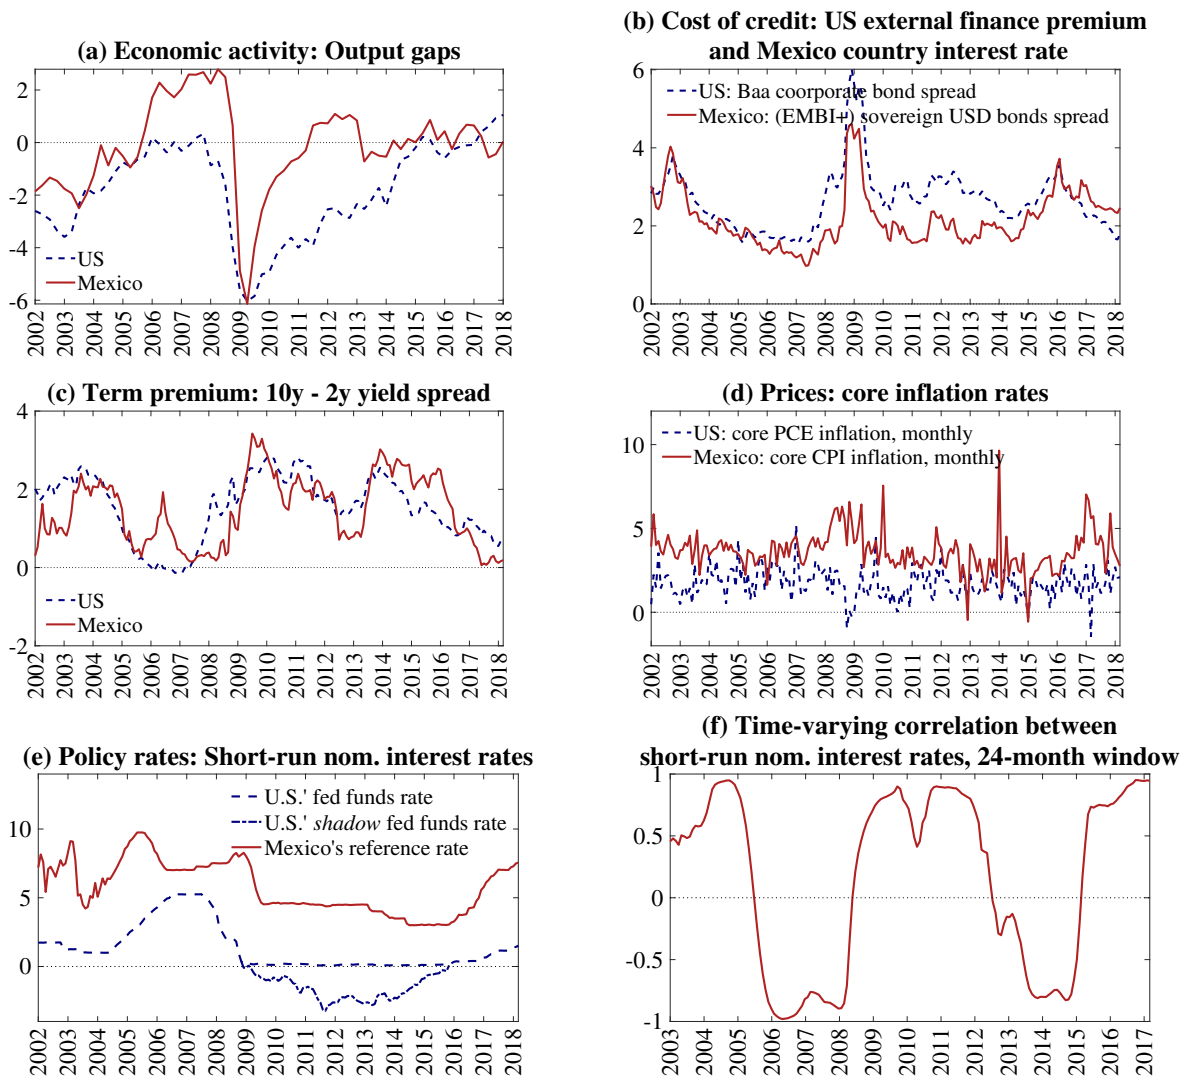 (a) Economic activity: Output gaps
2
0
-2
-4
-6
US
Mexico
2002 2003 2004 2005 2006 2007 2008 2009 2010 2011 2012 2013 2014 2015 2016 2017 2018
(b) Cost of credit: US external finance premium
and Mexico country interest rate
6
4
2
0
US: Baa coorporate bond spread
Mexico: (EMBI+) sovereign USD bonds spread
2002 2003 2004 2005 2006 2007 2008 2009 2010 2011 2012 2013 2014 2015 2016 2017 2018
(c) Term premium: 10y - 2y yield spread
4
2
0
-2
US
Mexico
2002 2003 2004 2005 2006 2007 2008 2009 2010 2011 2012 2013 2014 2015 2016 2017 2018
(d) Prices: core inflation rates
10
5
0
US: core PCE inflation, monthly
Mexico: core CPI inflation, monthly
2002 2003 2004 2005 2006 2007 2008 2009 2010 2011 2012 2013 2014 2015 2016 2017 2018
(e) Policy rates: Short-run nom. interest rates
10
5
0
U.S.' fed funds rate
U.S.' shadow fed funds rate
Mexico's reference rate
2002 2003 2004 2005 2006 2007 2008 2009 2010 2011 2012 2013 2014 2015 2016 2017 2018
(f) Time-varying correlation between
short-run nom. interest rates, 24-month window
1
0.5
0
-0.5
-1
2003 2004 2005 2006 2007 2008 2009 2010 2011 2012 2013 2014 2015 2016 2017